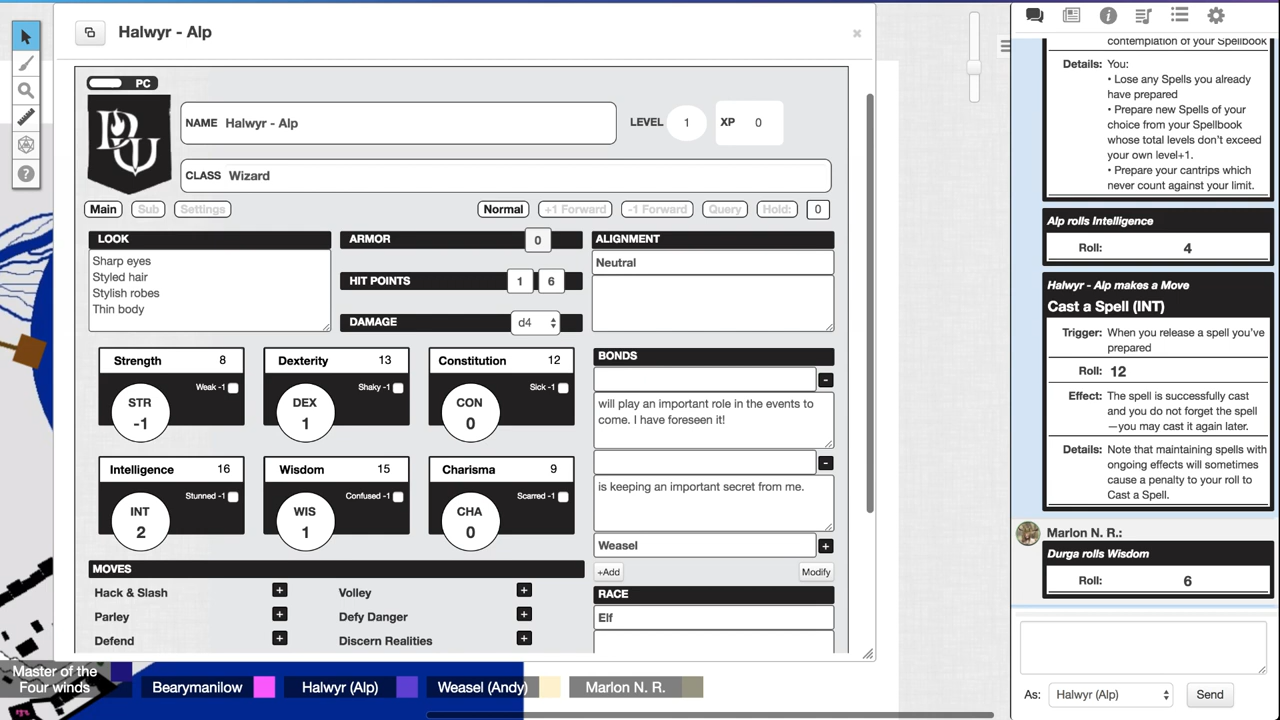 Halwyr - Alp
×
PC
DW
NAME Halwyr - Alp
LEVEL 1 XP 0
CLASS Wizard
Main Sub Settings Normal +1 Forward -1 Forward Query Hold: 0
LOOK
Sharp eyes
Styled hair
Stylish robes
Thin body
ARMOR 0
HIT POINTS 1 6
DAMAGE d4
ALIGNMENT
Neutral
Strength 8
Weak -1
STR
-1
Dexterity 13
Shaky -1
DEX
1
Constitution 12
Sick -1
CON
0
Intelligence 16
Stunned -1
INT
2
Wisdom 15
Confused -1
WIS
1
Charisma 9
Scarred -1
CHA
0
BONDS
-
will play an important role in the events to
come. I have foreseen it!
-
is keeping an important secret from me.
Weasel +
+Add Modify
RACE
Elf
MOVES
Hack & Slash + Volley +
Parley + Defy Danger +
Defend + Discern Realities +
Master of the
Four winds
Bearymanilow
Halwyr (Alp)
Weasel (Andy)
Marlon N. R.
contemplation of your Spellbook
Details: You:
• Lose any Spells you already
have prepared
• Prepare new Spells of your
choice from your Spellbook
whose total levels don't exceed
your own level+1.
• Prepare your cantrips which
never count against your limit.
Alp rolls Intelligence
Roll: 4
Halwyr - Alp makes a Move
Cast a Spell (INT)
Trigger: When you release a spell you've
prepared
Roll: 12
Effect: The spell is successfully cast
and you do not forget the spell
—you may cast it again later.
Details: Note that maintaining spells with
ongoing effects will sometimes
cause a penalty to your roll to
Cast a Spell.
Marlon N. R.:
Durga rolls Wisdom
Roll: 6
As: Halwyr (Alp) Send